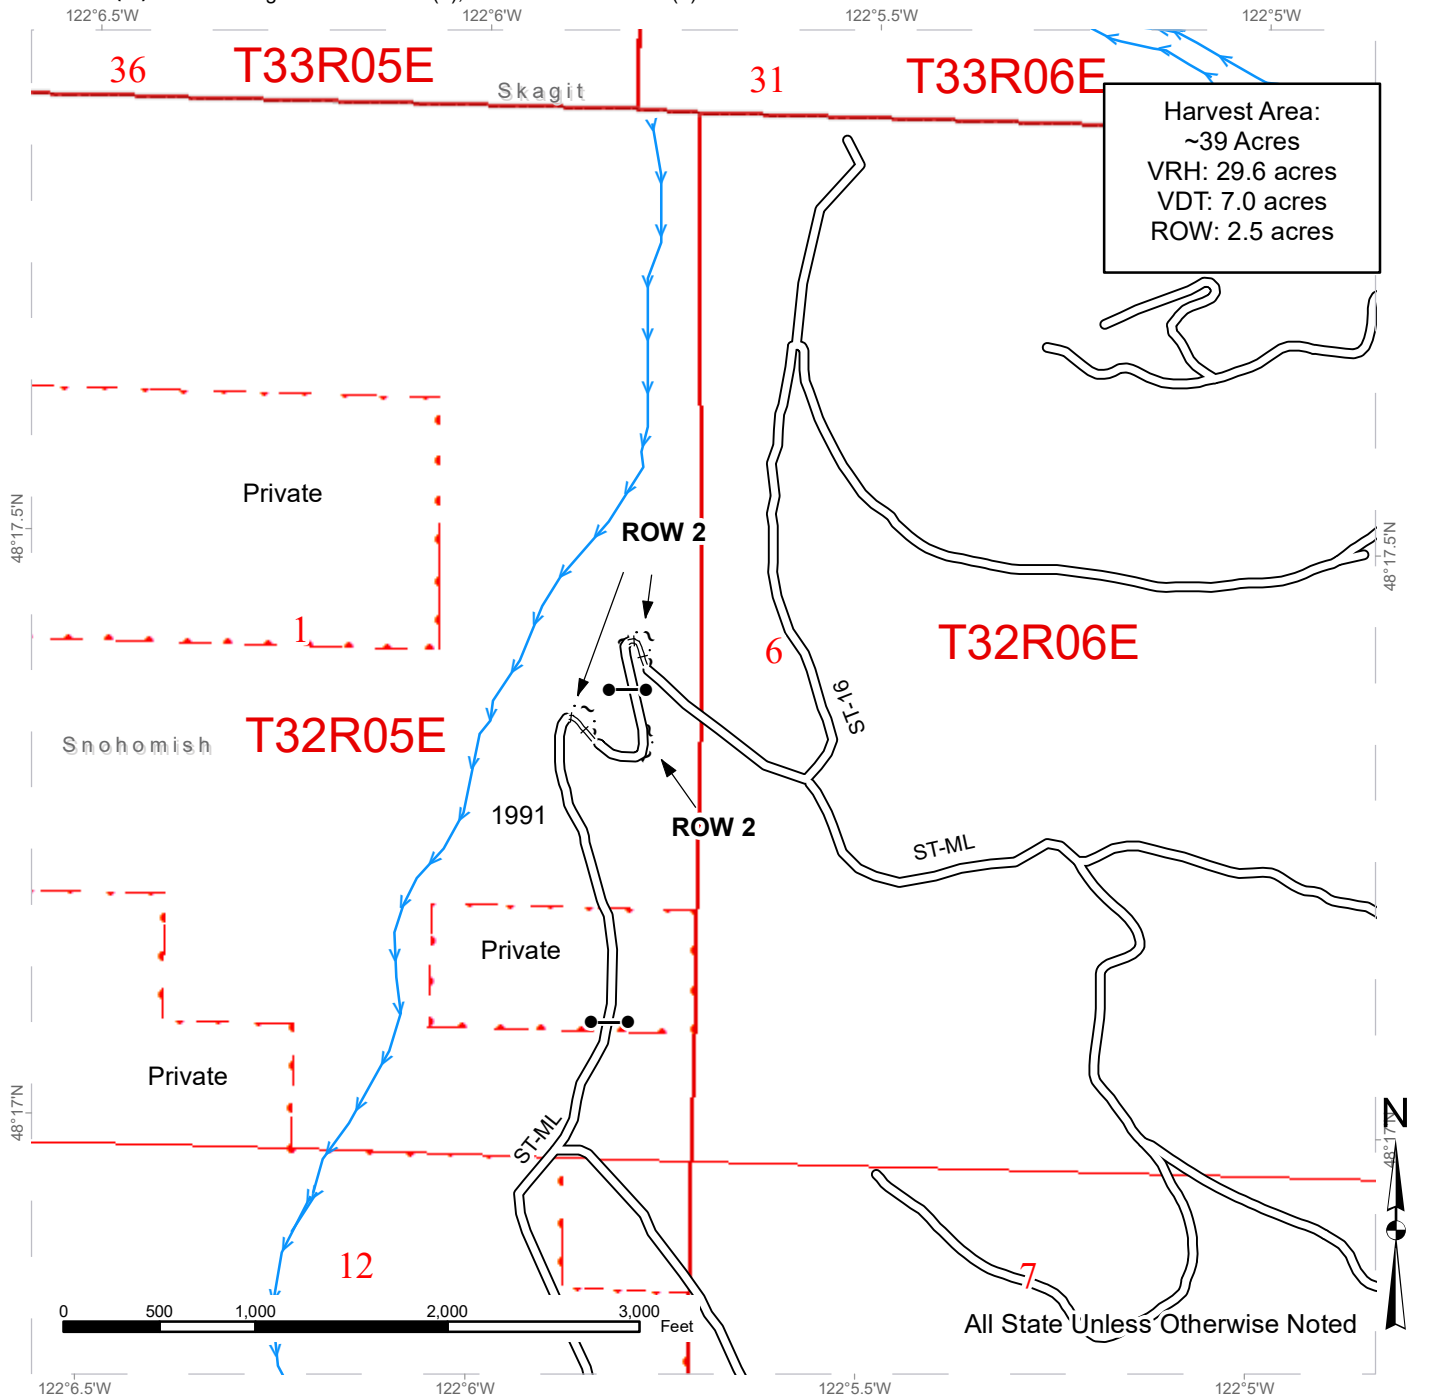 122°6.5'W
122°6'W
122°5.5'W
122°5'W
36
T33R05E
Skagit
31
T33R06E
Harvest Area:
~39 Acres
VRH: 29.6 acres
VDT: 7.0 acres
ROW: 2.5 acres
Private
48°17.5'N
48°17.5'N
ROW 2
1
6
T32R06E
Snohomish
T32R05E
ST-16
1991
ROW 2
ST-ML
Private
Private
48°17'N
N
48°17'N
ST-ML
12
7
0
500
1,000
2,000
3,000
Feet
All State Unless Otherwise Noted
122°6.5'W
122°6'W
122°5.5'W
122°5'W